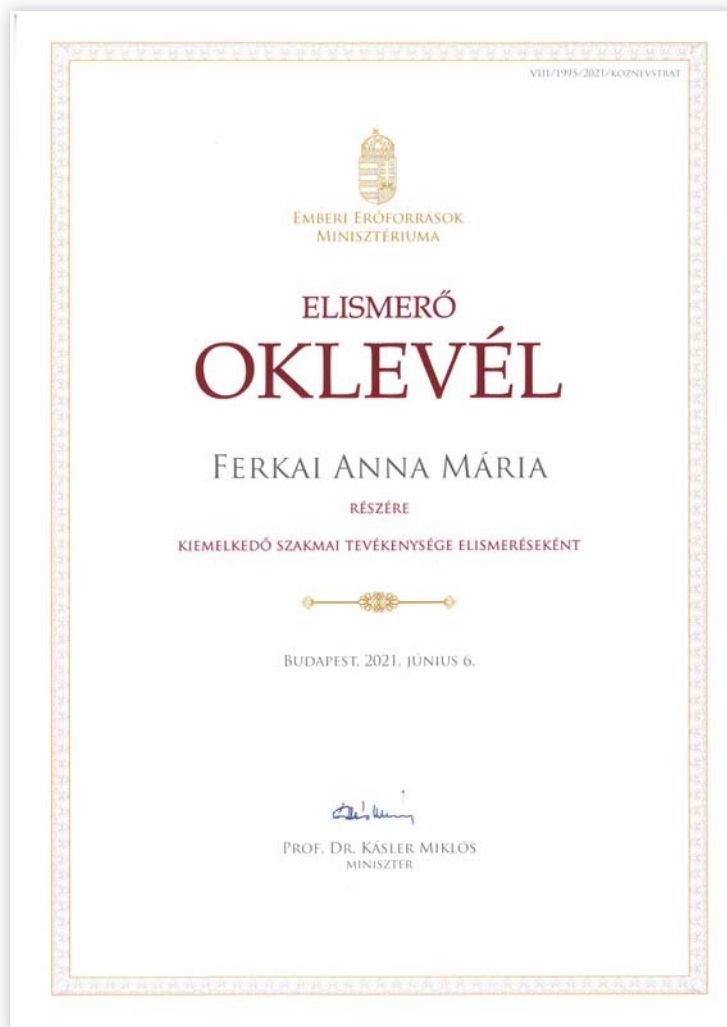 VIII/1995/2021/KOZNEVSTRAT
EMBERI ERŐFORRÁSOK
MINISZTÉRIUMA
ELISMERŐ
OKLEVÉL
FERKAI ANNA MÁRIA
RÉSZÉRE
KIEMELKEDŐ SZAKMAI TEVÉKENYSÉGE ELISMERÉSEKÉNT
BUDAPEST, 2021. JÚNIUS 6.
PROF. DR. KÁSLER MIKLÓS
MINISZTER